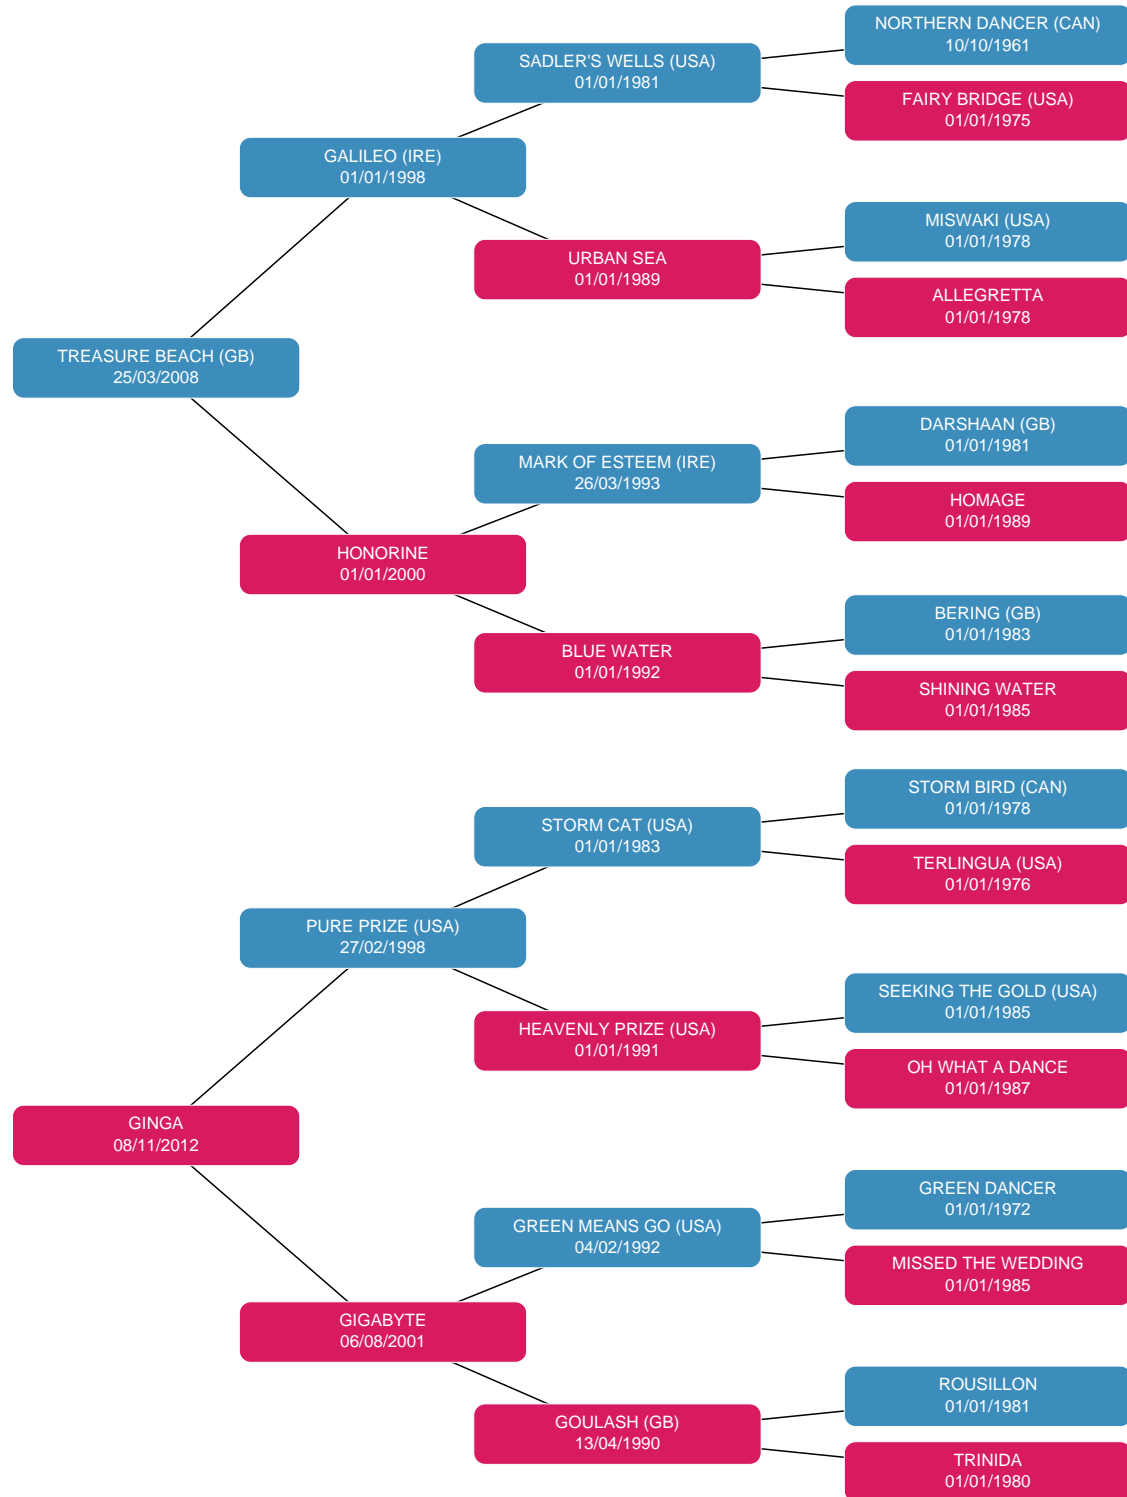 NORTHERN DANCER (CAN)
10/10/1961
SADLER'S WELLS (USA)
01/01/1981
FAIRY BRIDGE (USA)
01/01/1975
GALILEO (IRE)
01/01/1998
MISWAKI (USA)
01/01/1978
URBAN SEA
01/01/1989
ALLEGRETTA
01/01/1978
TREASURE BEACH (GB)
25/03/2008
DARSHAAN (GB)
01/01/1981
MARK OF ESTEEM (IRE)
26/03/1993
HOMAGE
01/01/1989
HONORINE
01/01/2000
BERING (GB)
01/01/1983
BLUE WATER
01/01/1992
SHINING WATER
01/01/1985
STORM BIRD (CAN)
01/01/1978
STORM CAT (USA)
01/01/1983
TERLINGUA (USA)
01/01/1976
PURE PRIZE (USA)
27/02/1998
SEEKING THE GOLD (USA)
01/01/1985
HEAVENLY PRIZE (USA)
01/01/1991
OH WHAT A DANCE
01/01/1987
GINGA
08/11/2012
GREEN DANCER
01/01/1972
GREEN MEANS GO (USA)
04/02/1992
MISSED THE WEDDING
01/01/1985
GIGABYTE
06/08/2001
ROUSILLON
01/01/1981
GOULASH (GB)
13/04/1990
TRINIDA
01/01/1980